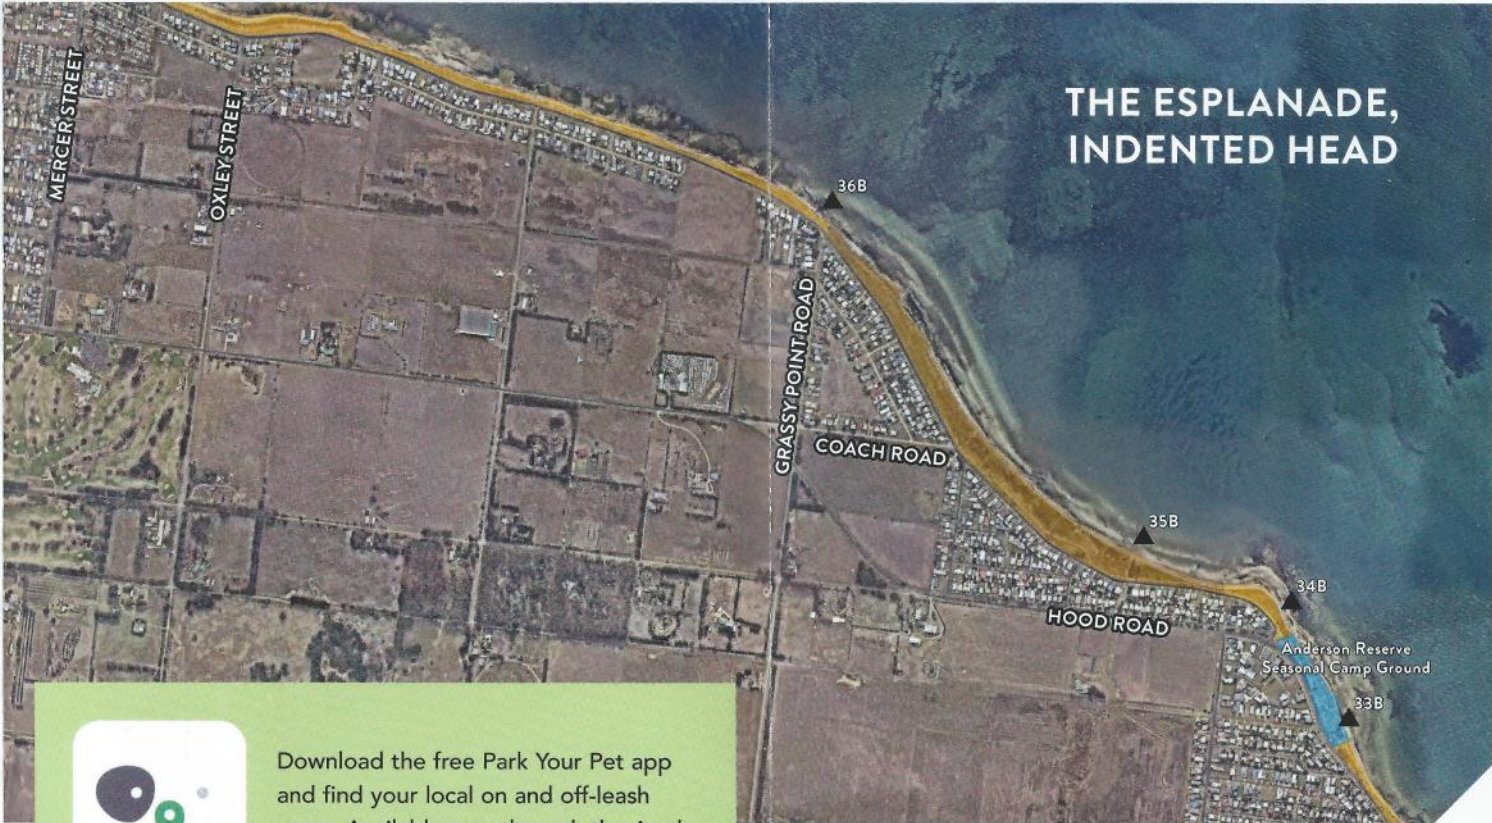 THE ESPLANADE,
INDENTED HEAD
MERCER STREET
OXLEY STREET
36B
GRASSY POINT ROAD
COACH ROAD
35B
34B
HOOD ROAD
Anderson Reserve
Seasonal Camp Ground
33B
Download the free Park Your Pet app
and find your local on and off-leash